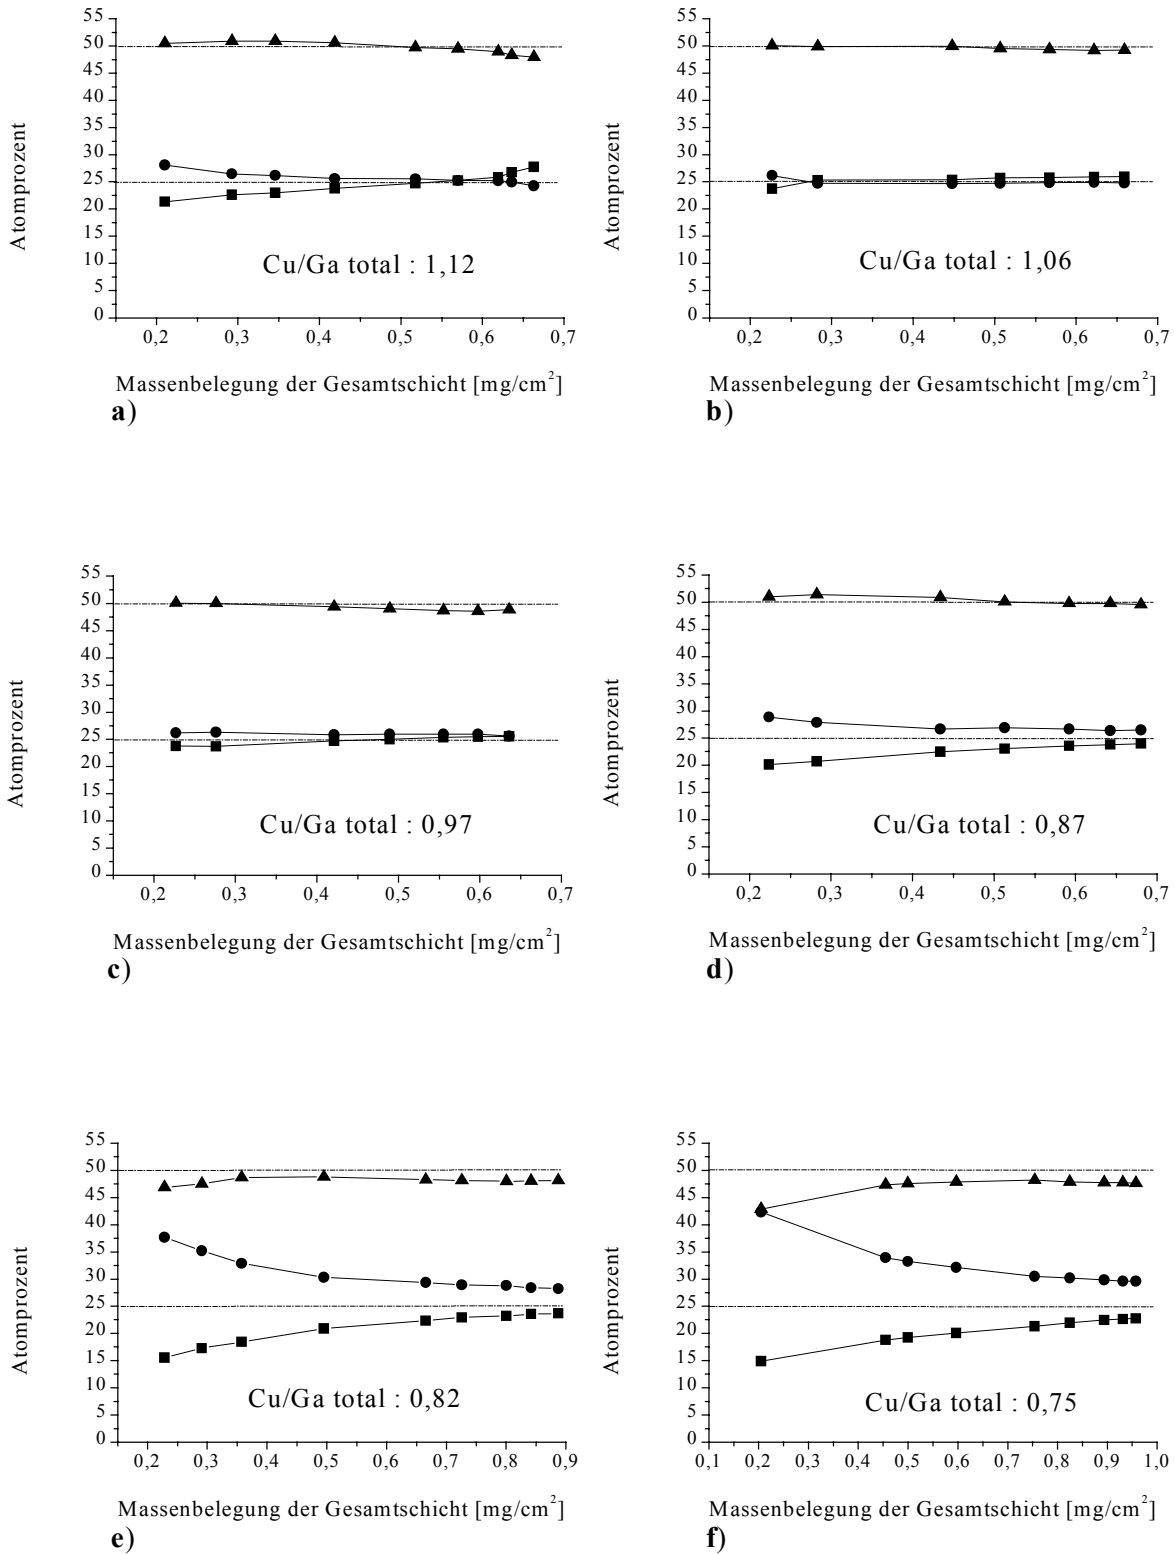 55
50
45
40
35
30
25
20
15
10
5
0
Atomprozent
Cu/Ga total : 1,12
0,2 0,3 0,4 0,5 0,6 0,7
Massenbelegung der Gesamtschicht [mg/cm²]
a)
55
50
45
40
35
30
25
20
15
10
5
0
Atomprozent
Cu/Ga total : 1,06
0,2 0,3 0,4 0,5 0,6 0,7
Massenbelegung der Gesamtschicht [mg/cm²]
b)
55
50
45
40
35
30
25
20
15
10
5
0
Atomprozent
Cu/Ga total : 0,97
0,2 0,3 0,4 0,5 0,6 0,7
Massenbelegung der Gesamtschicht [mg/cm²]
c)
55
50
45
40
35
30
25
20
15
10
5
0
Atomprozent
Cu/Ga total : 0,87
0,2 0,3 0,4 0,5 0,6 0,7
Massenbelegung der Gesamtschicht [mg/cm²]
d)
55
50
45
40
35
30
25
20
15
10
5
0
Atomprozent
Cu/Ga total : 0,82
0,2 0,3 0,4 0,5 0,6 0,7 0,8 0,9
Massenbelegung der Gesamtschicht [mg/cm²]
e)
55
50
45
40
35
30
25
20
15
10
5
0
Atomprozent
Cu/Ga total : 0,75
0,1 0,2 0,3 0,4 0,5 0,6 0,7 0,8 0,9 1,0
Massenbelegung der Gesamtschicht [mg/cm²]
f)